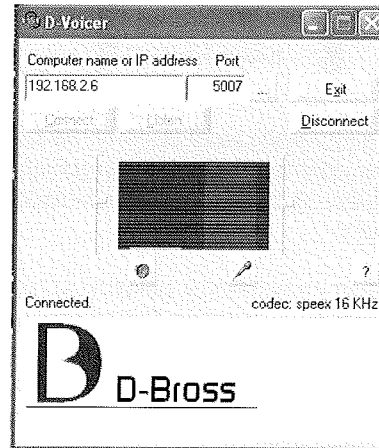 D-Voicer
Computer name or IP address Port
192.168.2.6 5007 ... Exit
Connect Listen Disconnect
?
Connected. codec: speex 16 KHz
B D-Bross